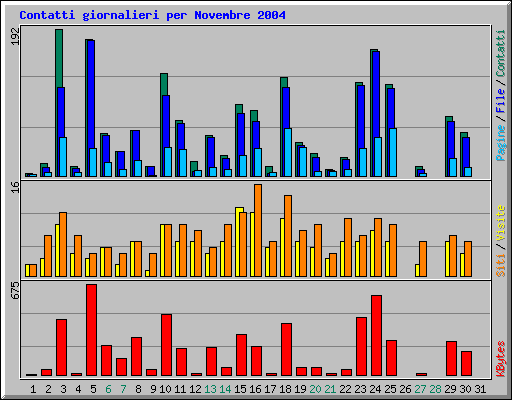 Contatti giornalieri per Novembre 2004
192
Pagine / File / Contatti
16
Siti / Visite
675
KBytes
1 2 3 4 5 6 7 8 9 10 11 12 13 14 15 16 17 18 19 20 21 22 23 24 25 26 27 28 29 30 31